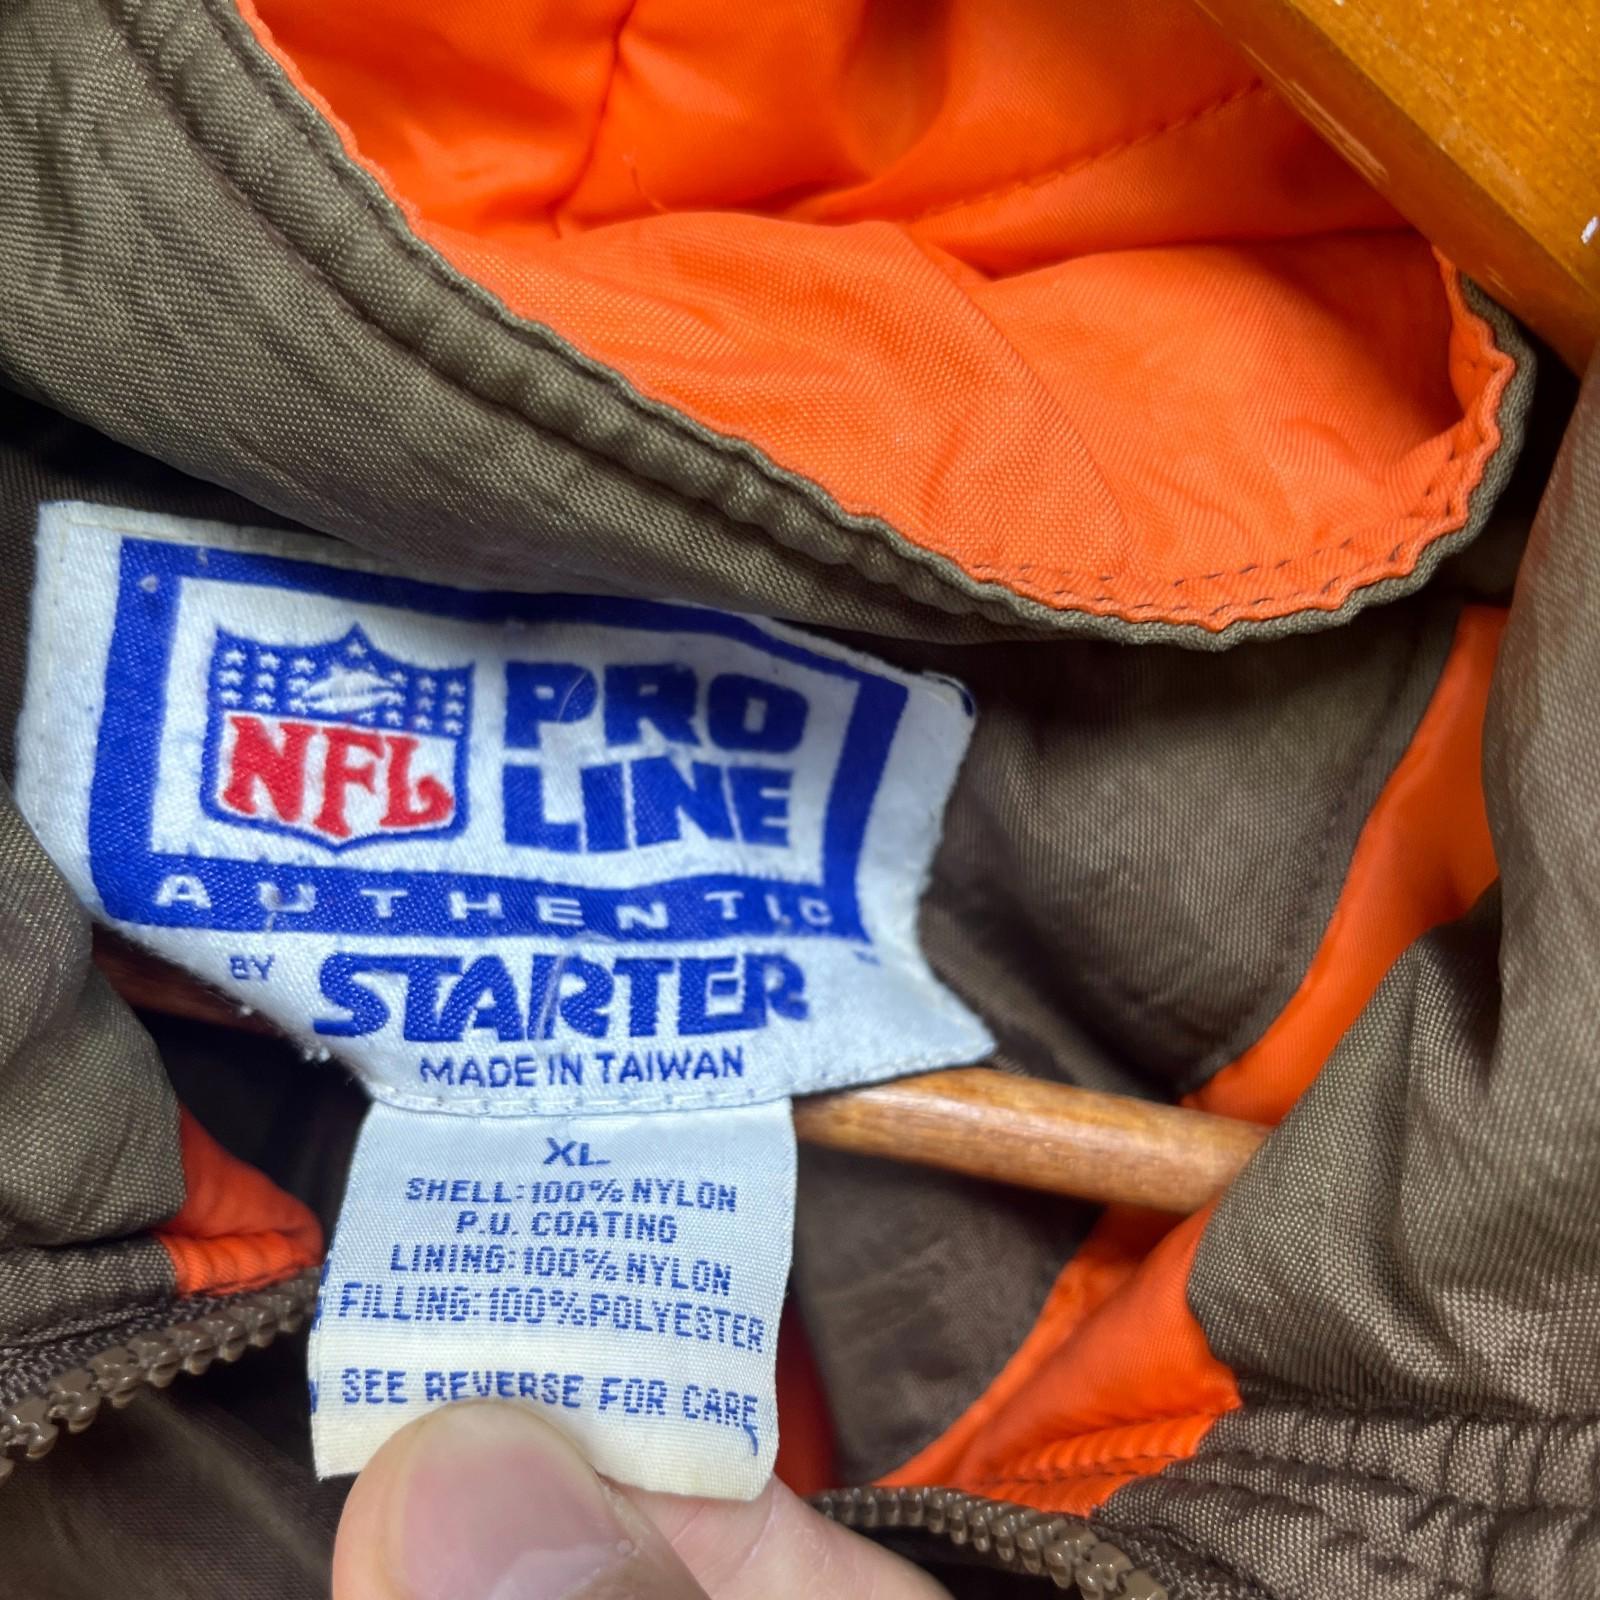 NFL
PRO
LINE
AUTHENTIC
BY STARTER
MADE IN TAIWAN
XL
SHELL:100% NYLON
P.U. COATING
LINING:100% NYLON
FILLING:100%POLYESTER
SEE REVERSE FOR CARE